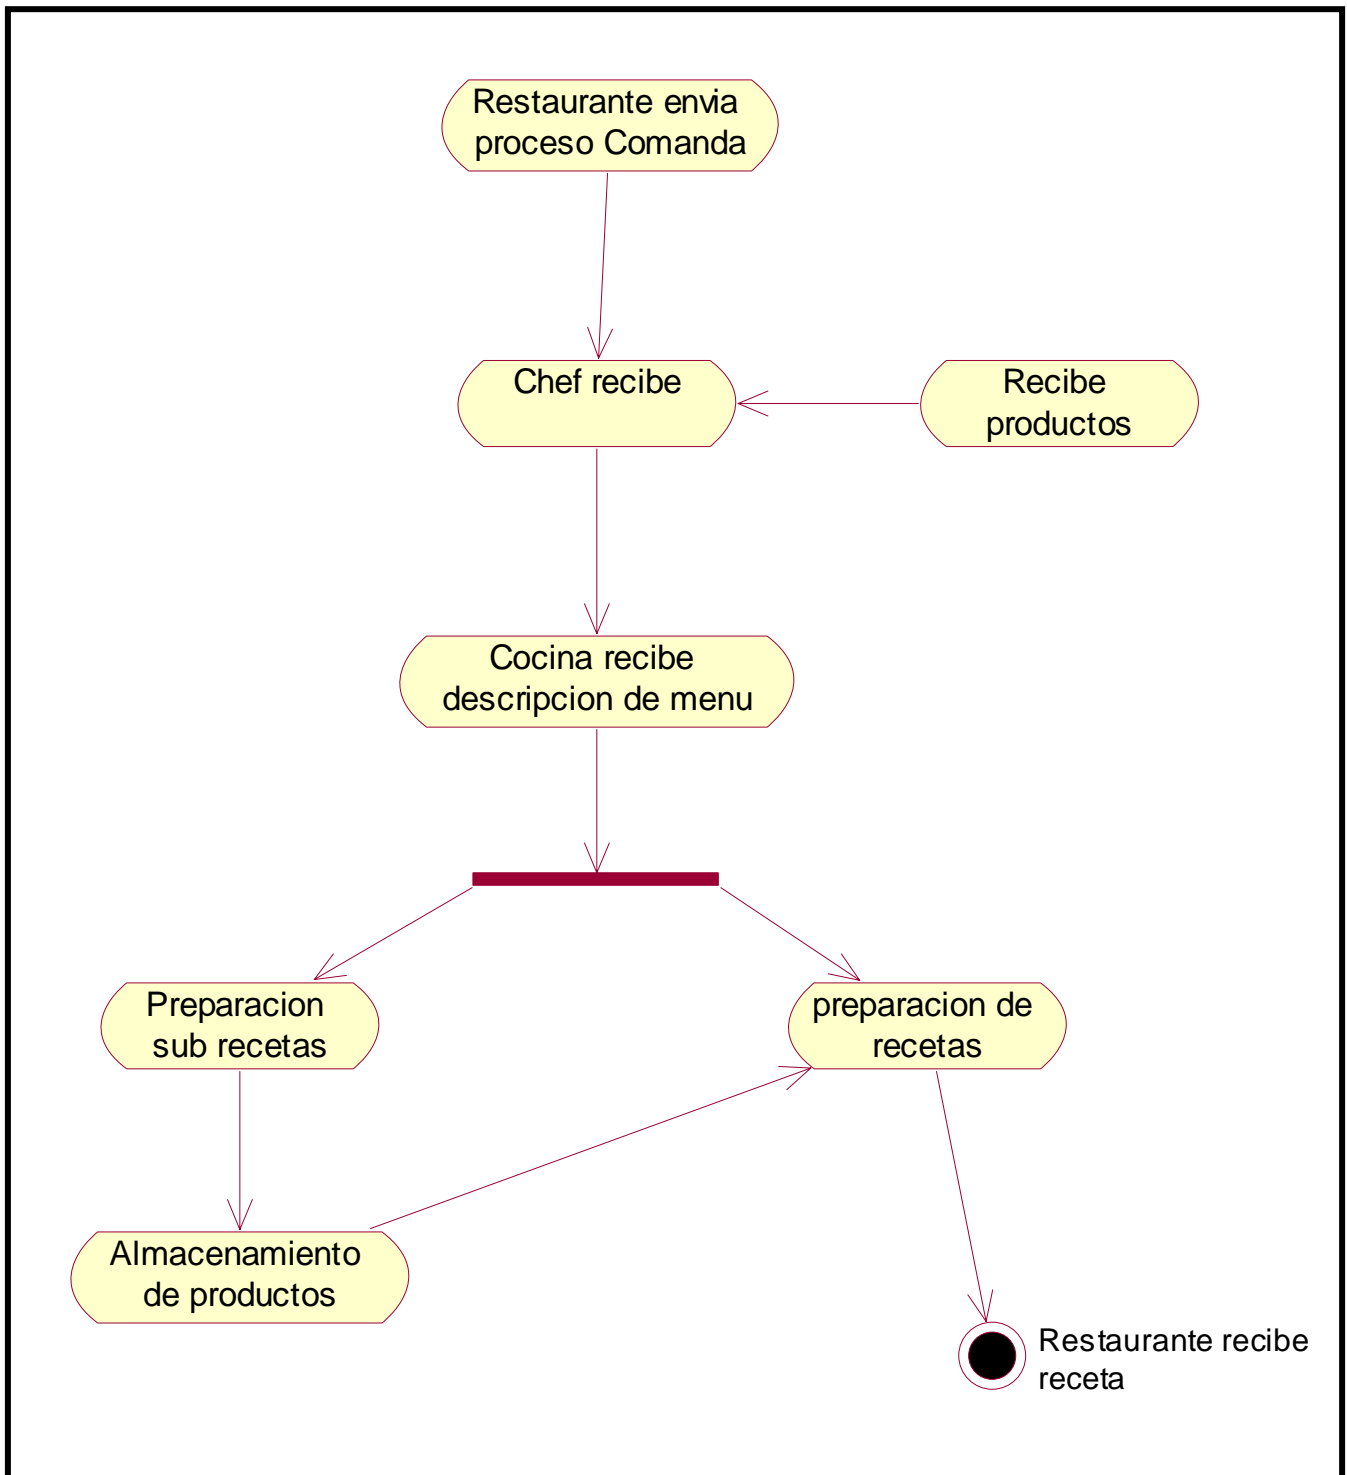 Restaurante envia
proceso Comanda
Chef recibe
Recibe
productos
Cocina recibe
descripcion de menu
Preparacion
sub recetas
preparacion de
recetas
Almacenamiento
de productos
Restaurante recibe
receta